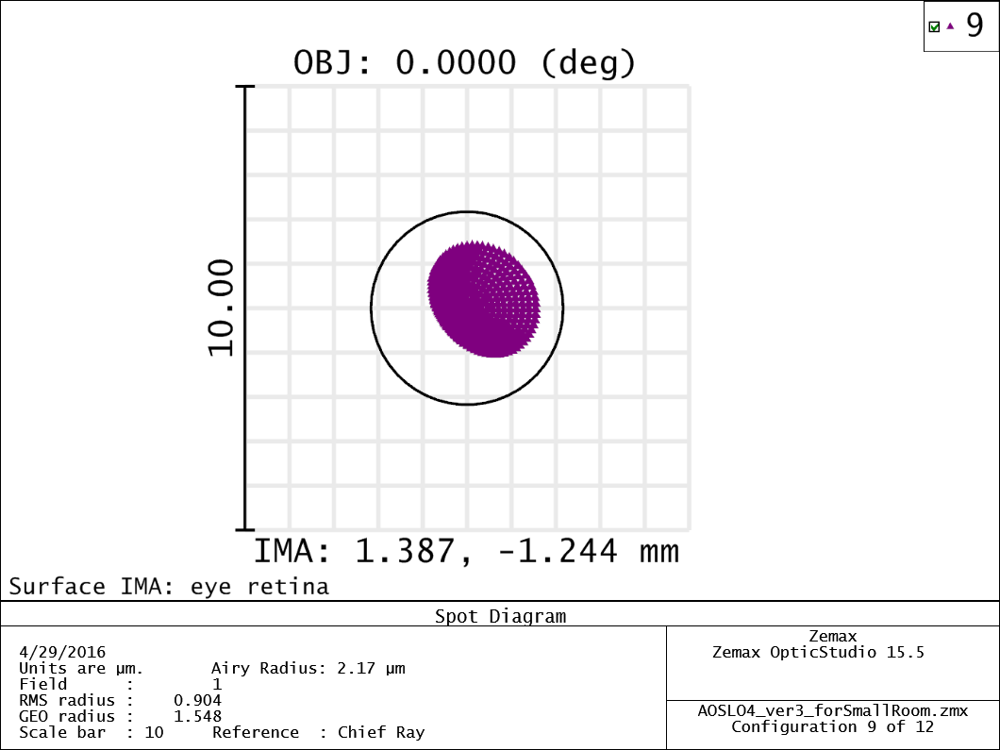 9
OBJ: 0.0000 (deg)
10.00
IMA: 1.387, -1.244 mm
Surface IMA: eye retina
Spot Diagram
4/29/2016
Units are µm. Airy Radius: 2.17 µm
Field : 1
RMS radius : 0.904
GEO radius : 1.548
Scale bar : 10 Reference : Chief Ray
Zemax
Zemax OpticStudio 15.5
AOSLO4_ver3_forSmallRoom.zmx
Configuration 9 of 12